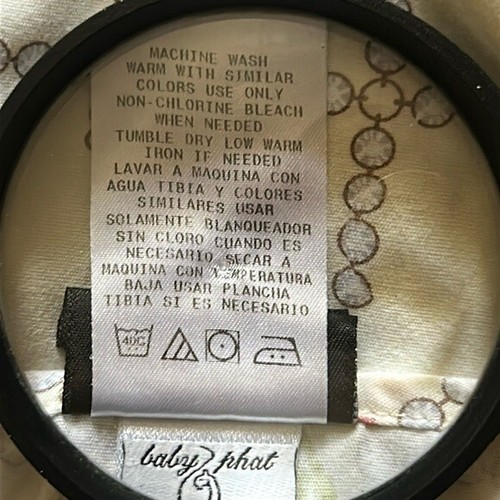 MACHINE WASH
WARM WITH SIMILAR
COLORS USE ONLY
NON-CHLORINE BLEACH
WHEN NEEDED
TUMBLE DRY LOW WARM
IRON IF NEEDED
LAVAR A MAQUINA CON
AGUA TIBIA Y COLORES
SIMILARES USAR
SOLAMENTE BLANQUEADOR
SIN CLORO CUANDO ES
NECESARIO SECAR A
MAQUINA CON TEMPERATURA
BAJA USAR PLANCHA
TIBIA SI ES NECESARIO
40C
baby phat